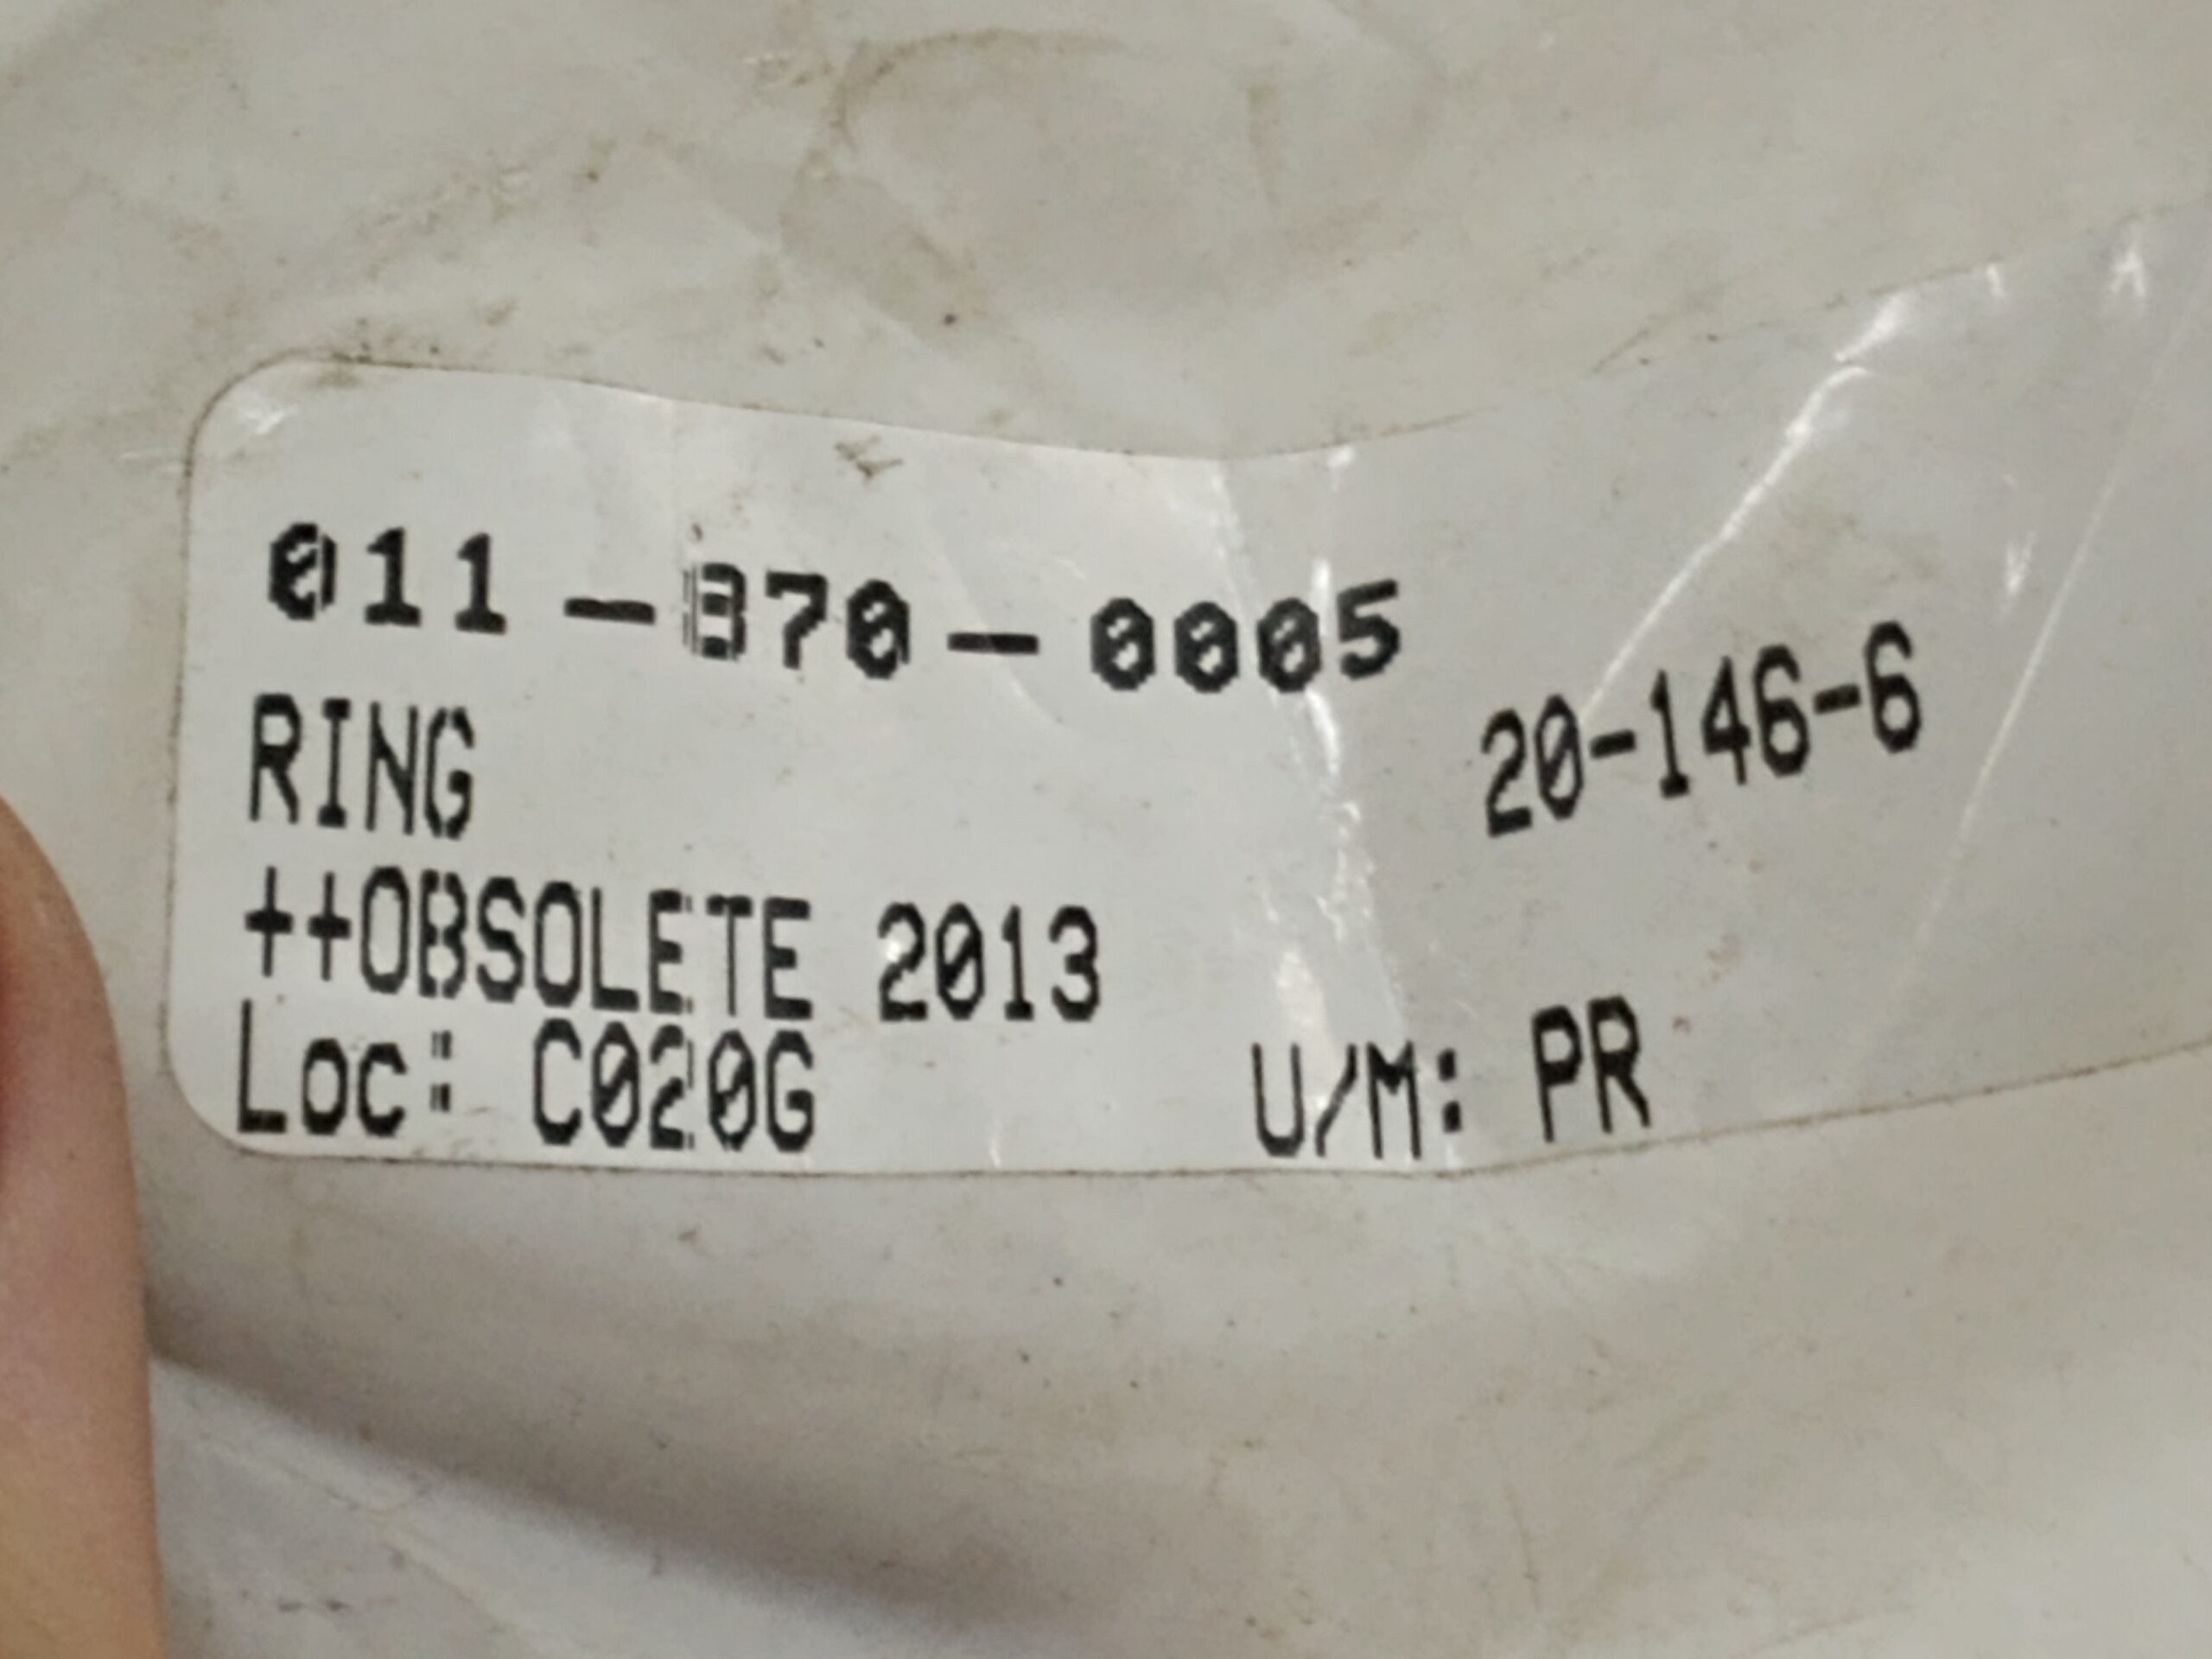 011-370-0005
RING
20-146-6
++OBSOLETE 2013
Loc: C020G U/M: PR